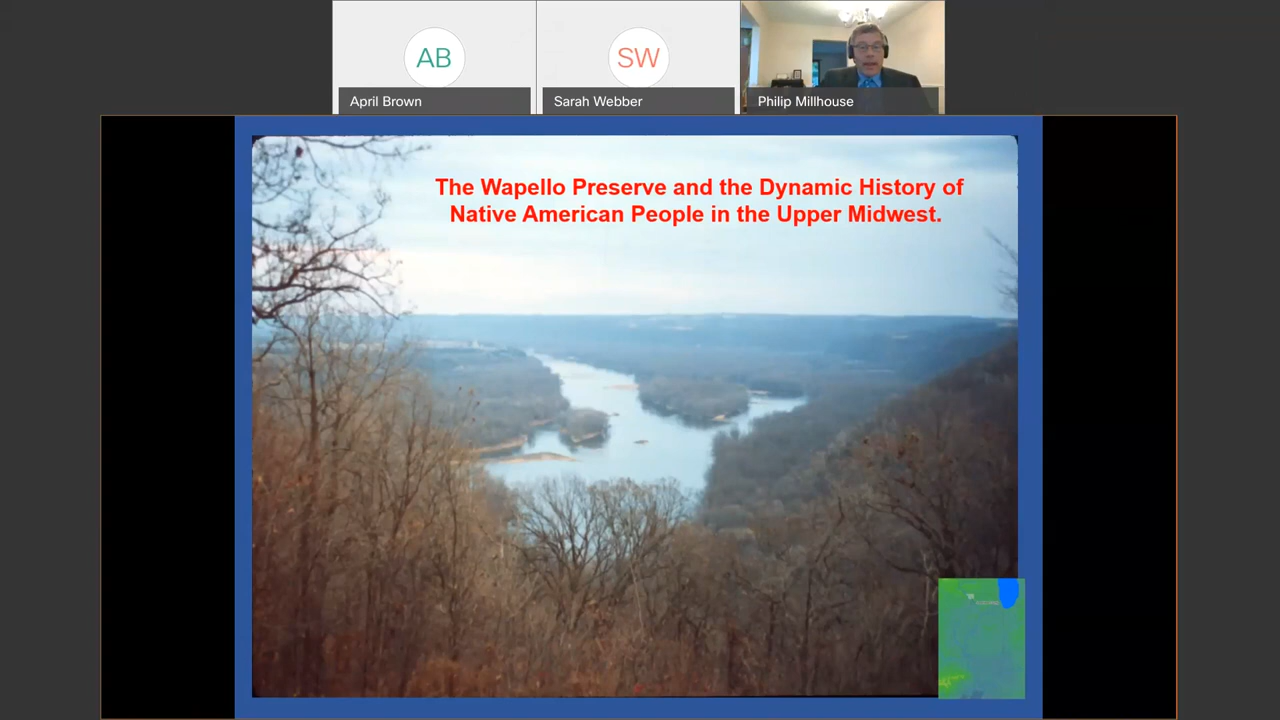 AB
SW
April Brown
Sarah Webber
Philip Millhouse
The Wapello Preserve and the Dynamic History of
Native American People in the Upper Midwest.